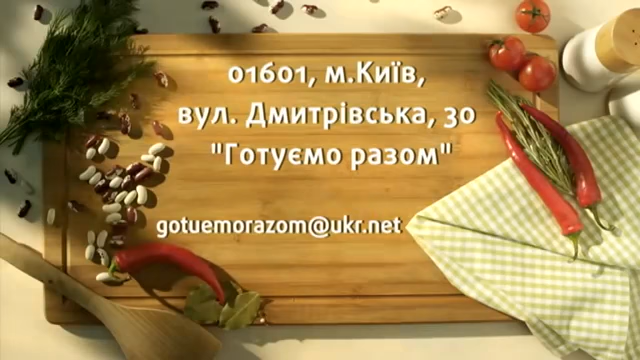 01601, м.Київ,
вул. Дмитрівська, 30
"Готуємо разом"
gotuemorazom@ukr.net